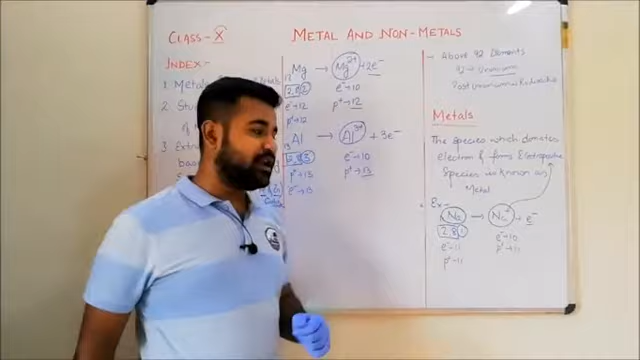 CLASS - X
METAL AND NON-METALS
INDEX:-
1 Metals
2 Stu
3 Extr
Mg → Mg²⁺ + 2e⁻
12
2,8,2
e⁻→10
e⁻→12
p⁺→12
p⁺→12
Al → Al³⁺ + 3e⁻
13
2,8,3
e⁻→10
p⁺→13
p⁺→13
e⁻→13
- About 92 Elements
92 → Uranium
Post
Metals
The species which donates
electron & forms Electropositive
Species is known as
Metal
Ex-
Na → Na⁺ + e⁻
2,8,1
e⁻→10
e⁻→11
p⁺→11
p⁺→11